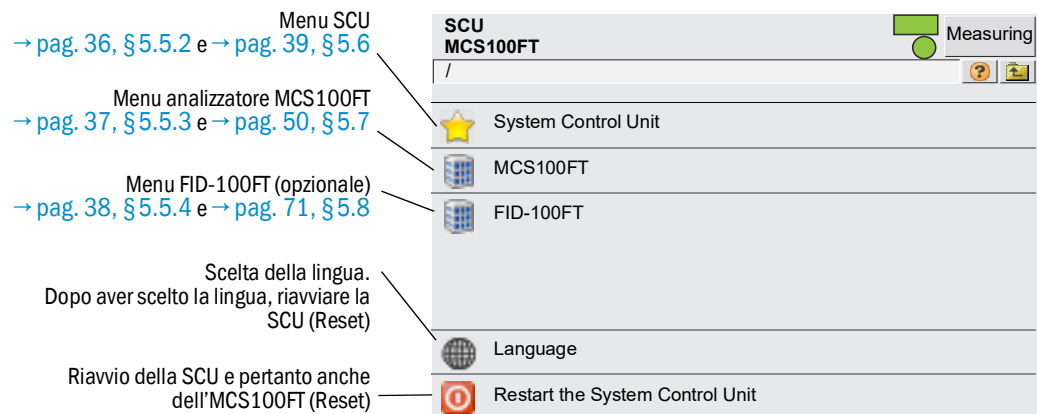 Menu SCU
→ pag. 36, § 5.5.2 e → pag. 39, § 5.6
Menu analizzatore MCS100FT
→ pag. 37, § 5.5.3 e → pag. 50, § 5.7
Menu FID-100FT (opzionale)
→ pag. 38, § 5.5.4 e → pag. 71, § 5.8
Scelta della lingua.
Dopo aver scelto la lingua, riavviare la
SCU (Reset)
Riavvio della SCU e pertanto anche
dell'MCS100FT (Reset)
SCU
MCS100FT
Measuring
/
?
System Control Unit
MCS100FT
FID-100FT
Language
Restart the System Control Unit